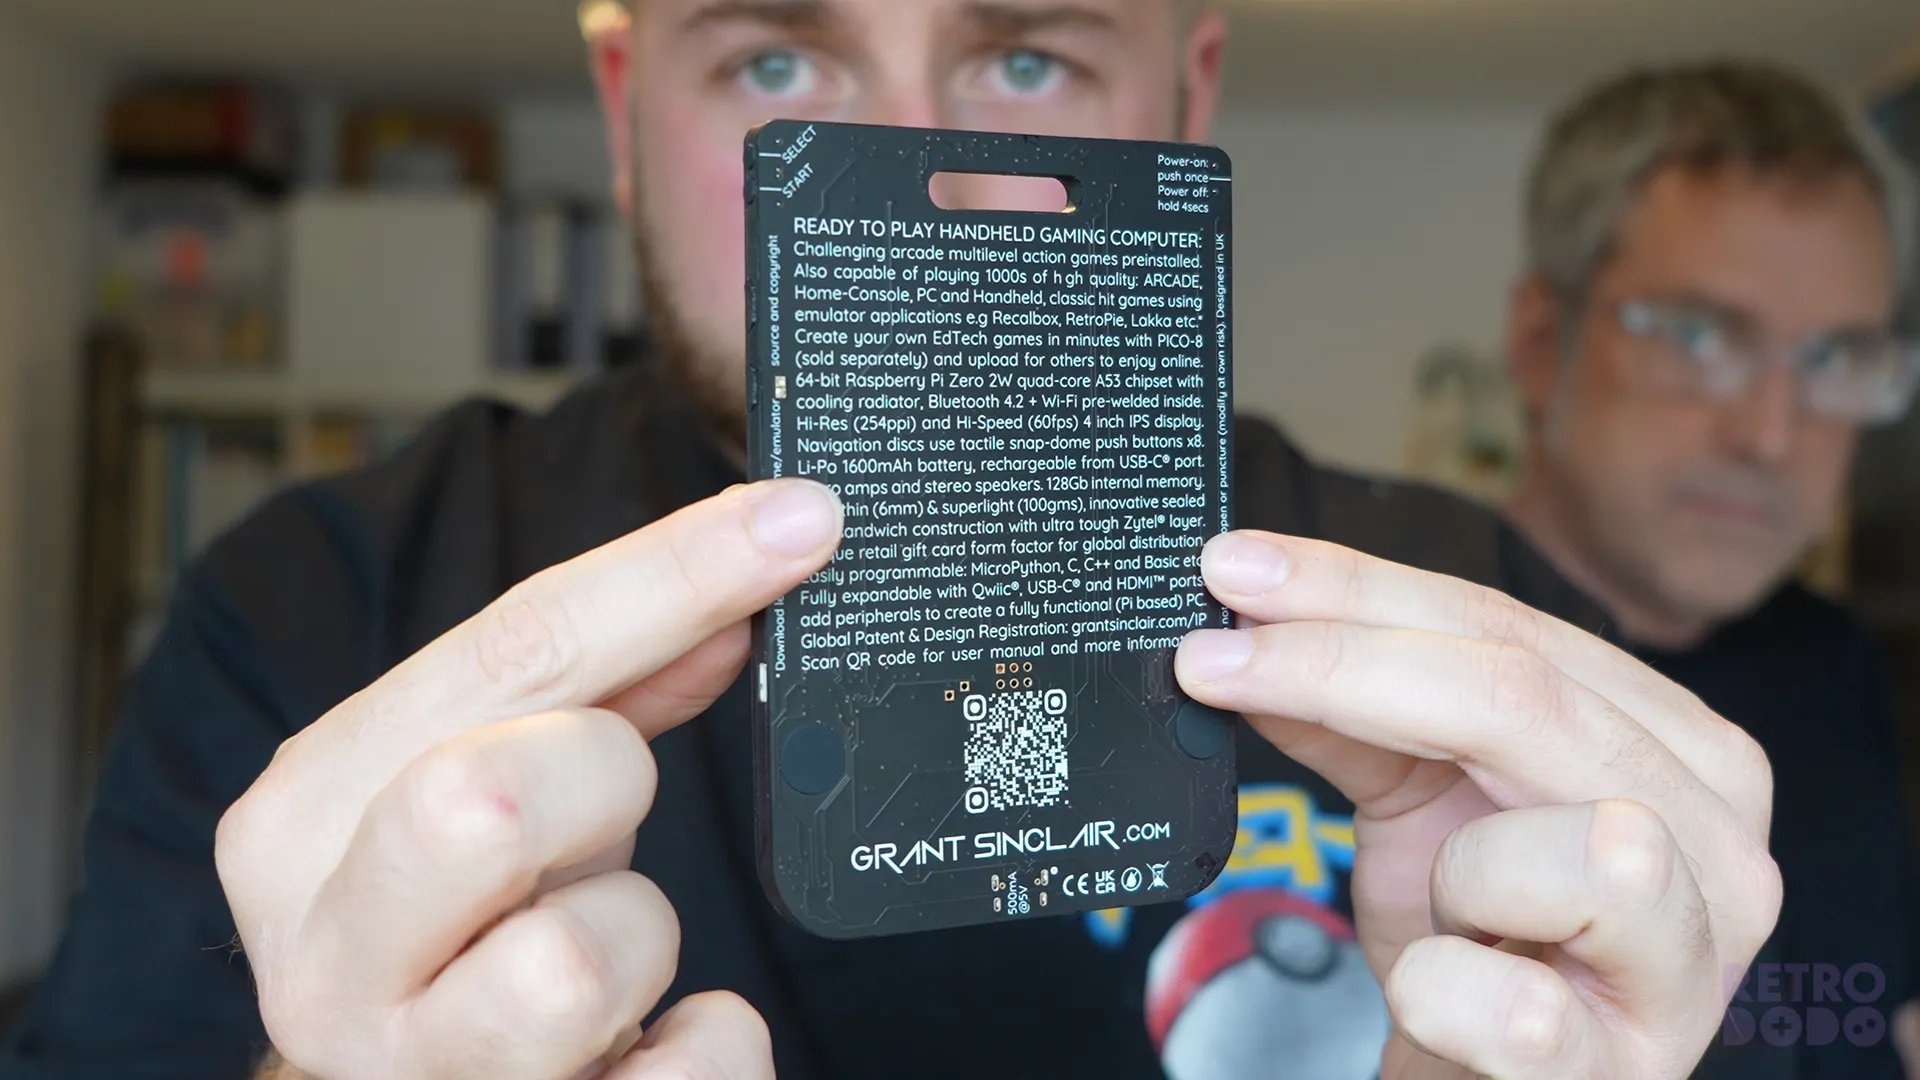 SELECT
START
Power-on:
push once
Power off:
hold 4secs
READY TO PLAY HANDHELD GAMING COMPUTER:
Challenging arcade multilevel action games preinstalled.
Also capable of playing 1000s of h gh quality: ARCADE,
Home-Console, PC and Handheld, classic hit games using
emulator applications e.g Recalbox, RetroPie, Lakka etc.*
Create your own EdTech games in minutes with PICO-8
(sold separately) and upload for others to enjoy online.
64-bit Raspberry Pi Zero 2W quad-core A53 chipset with
cooling radiator, Bluetooth 4.2 + Wi-Fi pre-welded inside.
Hi-Res (254ppi) and Hi-Speed (60fps) 4 inch IPS display.
Navigation discs use tactile snap-dome push buttons x8.
Li-Po 1600mAh battery, rechargeable from USB-C® port.
amps and stereo speakers. 128Gb internal memory.
thin (6mm) & superlight (100gms), innovative sealed
sandwich construction with ultra tough Zytel® layer.
retail gift card form factor for global distribution.
Easily programmable: MicroPython, C, C++ and Basic etc
Fully expandable with Qwiic®, USB-C® and HDMI™ ports
add peripherals to create a fully functional (Pi based) PC.
Global Patent & Design Registration: grantsinclair.com/IP
Scan QR code for user manual and more
*Download
source and copyright
open or puncture (modify at own risk). Designed in UK
GRANT SINCLAIR.COM
500mA
@5V
CE UK
CA
RETRO
DODO